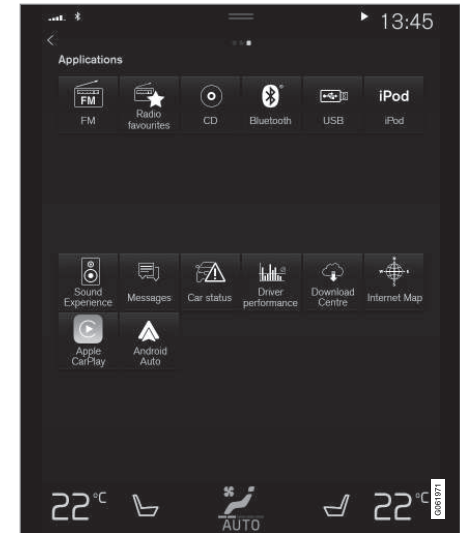 13:45
Applications
FM
iPod
FM
Radio favourites
CD
Bluetooth
USB
iPod
Sound Experience
Messages
Car status
Driver performance
Download Centre
Internet Map
Apple CarPlay
Android Auto
22°C
AUTO
22°C
G061971